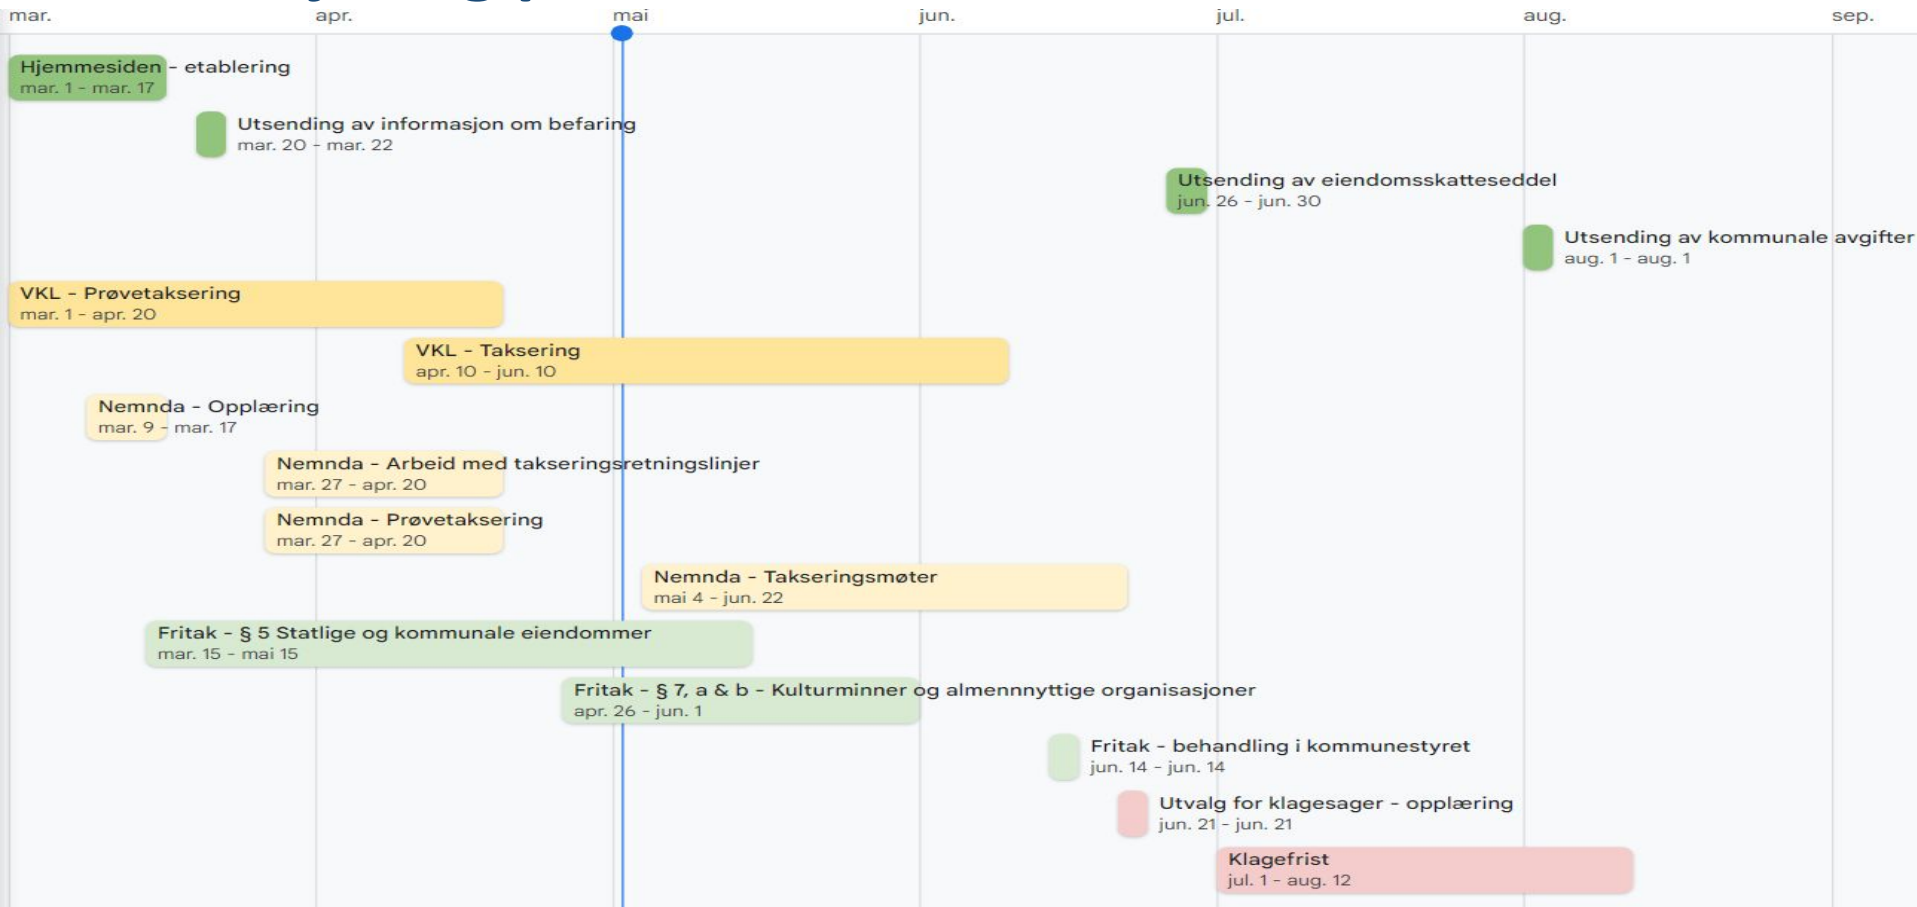 mar.
apr.
mai
jun.
jul.
aug.
sep.
Hjemmesiden - etablering
mar. 1 - mar. 17
Utsending av informasjon om befaring
mar. 20 - mar. 22
Utsending av eiendomsskatteseddel
jun. 26 - jun. 30
Utsending av kommunale avgifter
aug. 1 - aug. 1
VKL - Prøvetaksering
mar. 1 - apr. 20
VKL - Taksering
apr. 10 - jun. 10
Nemnda - Opplæring
mar. 9 - mar. 17
Nemnda - Arbeid med takseringsretningslinjer
mar. 27 - apr. 20
Nemnda - Prøvetaksering
mar. 27 - apr. 20
Nemnda - Takseringsmøter
mai 4 - jun. 22
Fritak - § 5 Statlige og kommunale eiendommer
mar. 15 - mai 15
Fritak - § 7, a & b - Kulturminner og almennnyttige organisasjoner
apr. 26 - jun. 1
Fritak - behandling i kommunestyret
jun. 14 - jun. 14
Utvalg for klagesager - opplæring
jun. 21 - jun. 21
Klagefrist
jul. 1 - aug. 12